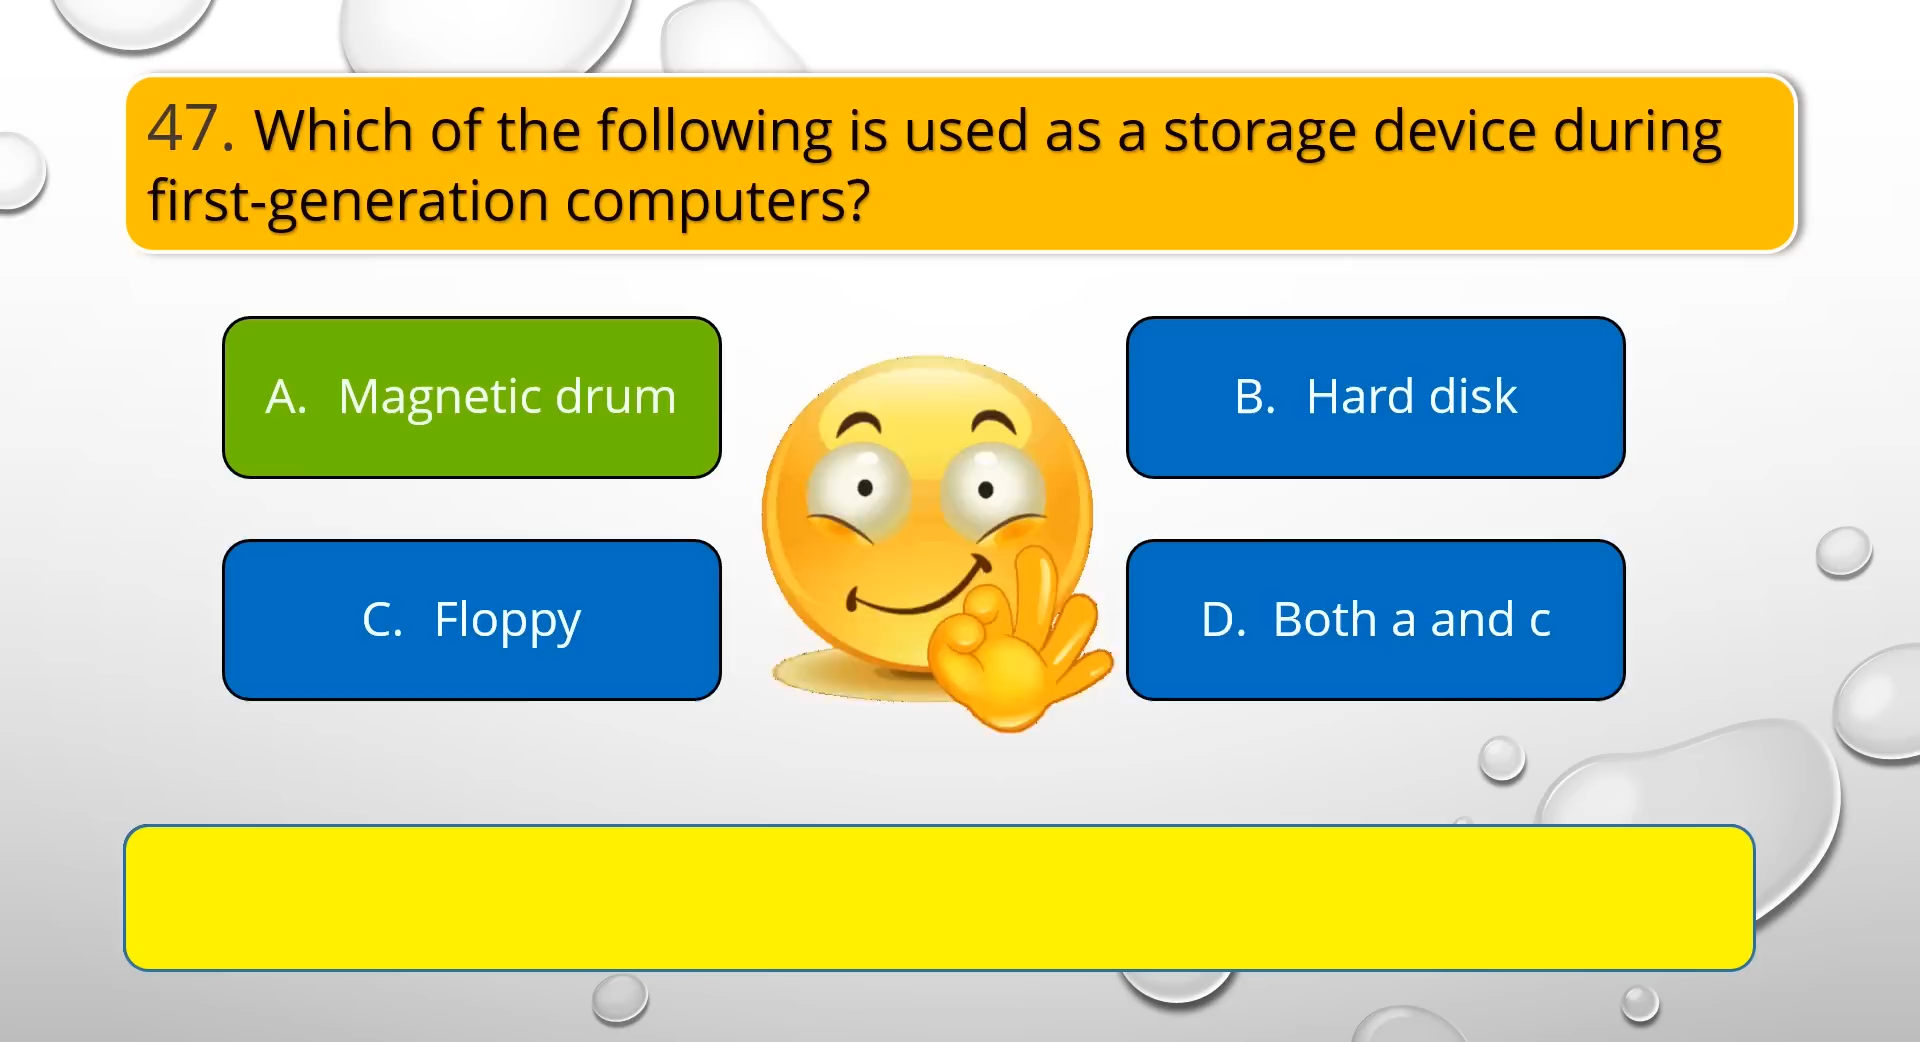 47. Which of the following is used as a storage device during
first-generation computers?
A. Magnetic drum
B. Hard disk
C. Floppy
D. Both a and c